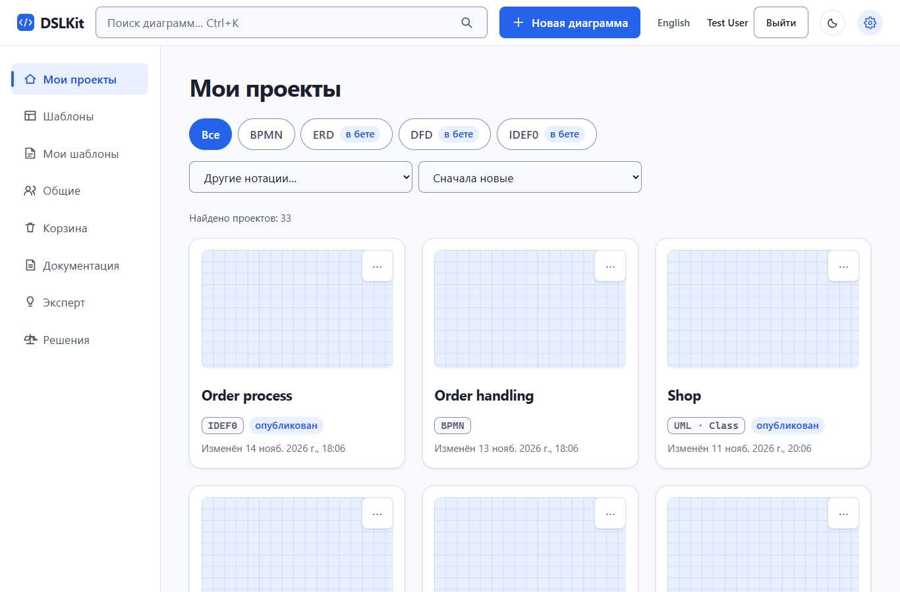 DSLKit
Поиск диаграмм... Ctrl+K
+ Новая диаграмма
English
Test User
Выйти
Мои проекты
Шаблоны
Мои шаблоны
Общие
Корзина
Документация
Эксперт
Решения
Мои проекты
Все
BPMN
ERD в бете
DFD в бете
IDEF0 в бете
Другие нотации...
Сначала новые
Найдено проектов: 33
...
Order process
IDEF0 опубликован
Изменён 14 нояб. 2026 г., 18:06
...
Order handling
BPMN
Изменён 13 нояб. 2026 г., 18:06
...
Shop
UML · Class опубликован
Изменён 11 нояб. 2026 г., 20:06
...
...
...